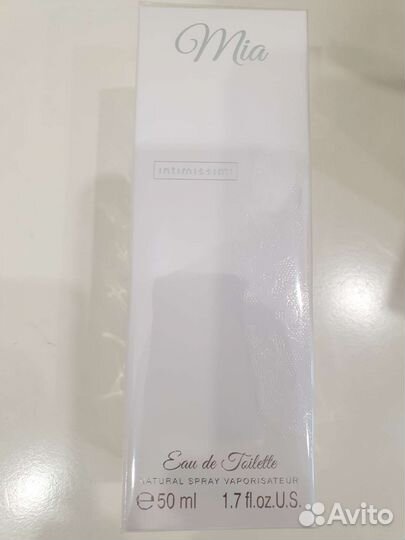 Mia
intimissimi
Eau de Toilette
NATURAL SPRAY VAPORISATEUR
℮50 ml 1.7 fl.oz.U.S.
Avito